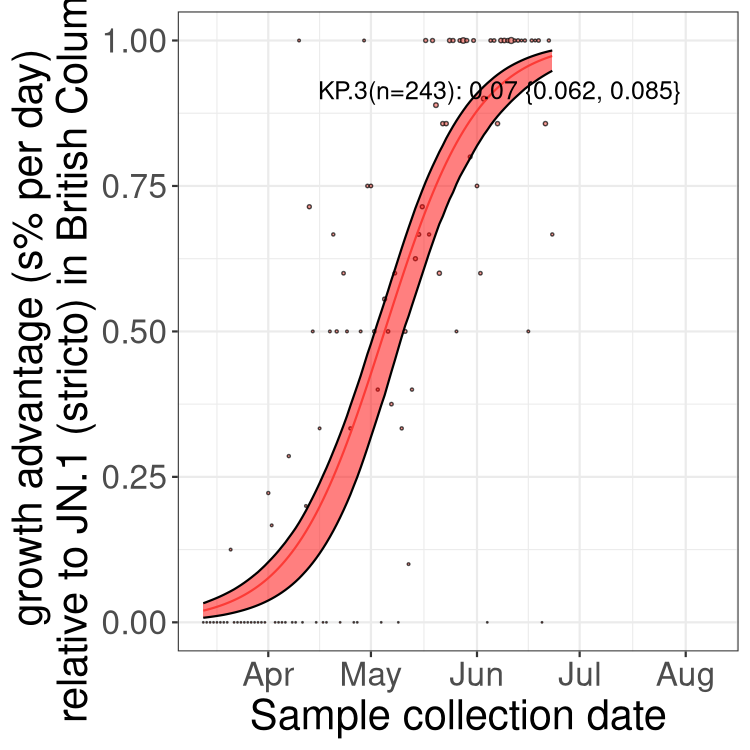 growth advantage (s% per day)
relative to JN.1 (stricto) in British Colum
1.00
0.75
0.50
0.25
0.00
KP.3(n=243): 0.07 {0.062, 0.085}
Apr May Jun Jul Aug
Sample collection date